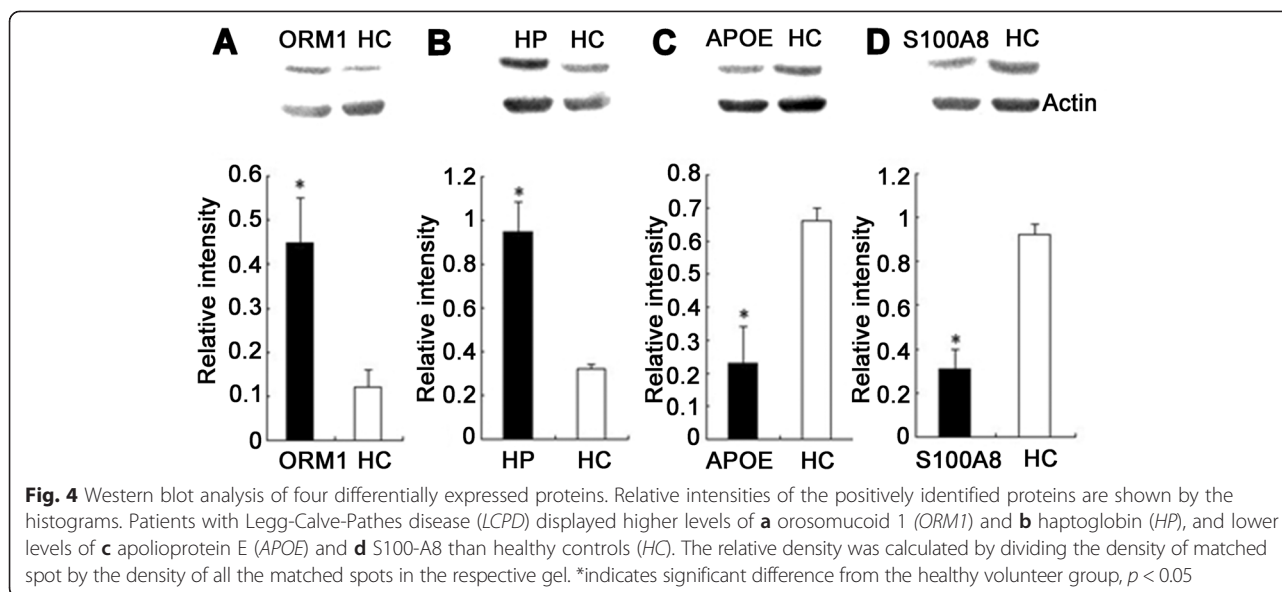 A ORM1 HC B HP HC C APOE HC D S100A8 HC
Actin
Relative intensity
0.6
0.5
0.4
0.3
0.2
0.1
0
*
ORM1 HC
Relative intensity
1.2
1
0.8
0.6
0.4
0.2
0
*
HP HC
Relative intensity
0.8
0.7
0.6
0.5
0.4
0.3
0.2
0.1
0
*
APOE HC
Relative intensity
1.2
1
0.8
0.6
0.4
0.2
0
*
S100A8 HC
Fig. 4 Western blot analysis of four differentially expressed proteins. Relative intensities of the positively identified proteins are shown by the
histograms. Patients with Legg-Calve-Pathes disease (LCPD) displayed higher levels of a orosomucoid 1 (ORM1) and b haptoglobin (HP), and lower
levels of c apolioprotein E (APOE) and d S100-A8 than healthy controls (HC). The relative density was calculated by dividing the density of matched
spot by the density of all the matched spots in the respective gel. *indicates significant difference from the healthy volunteer group, p < 0.05